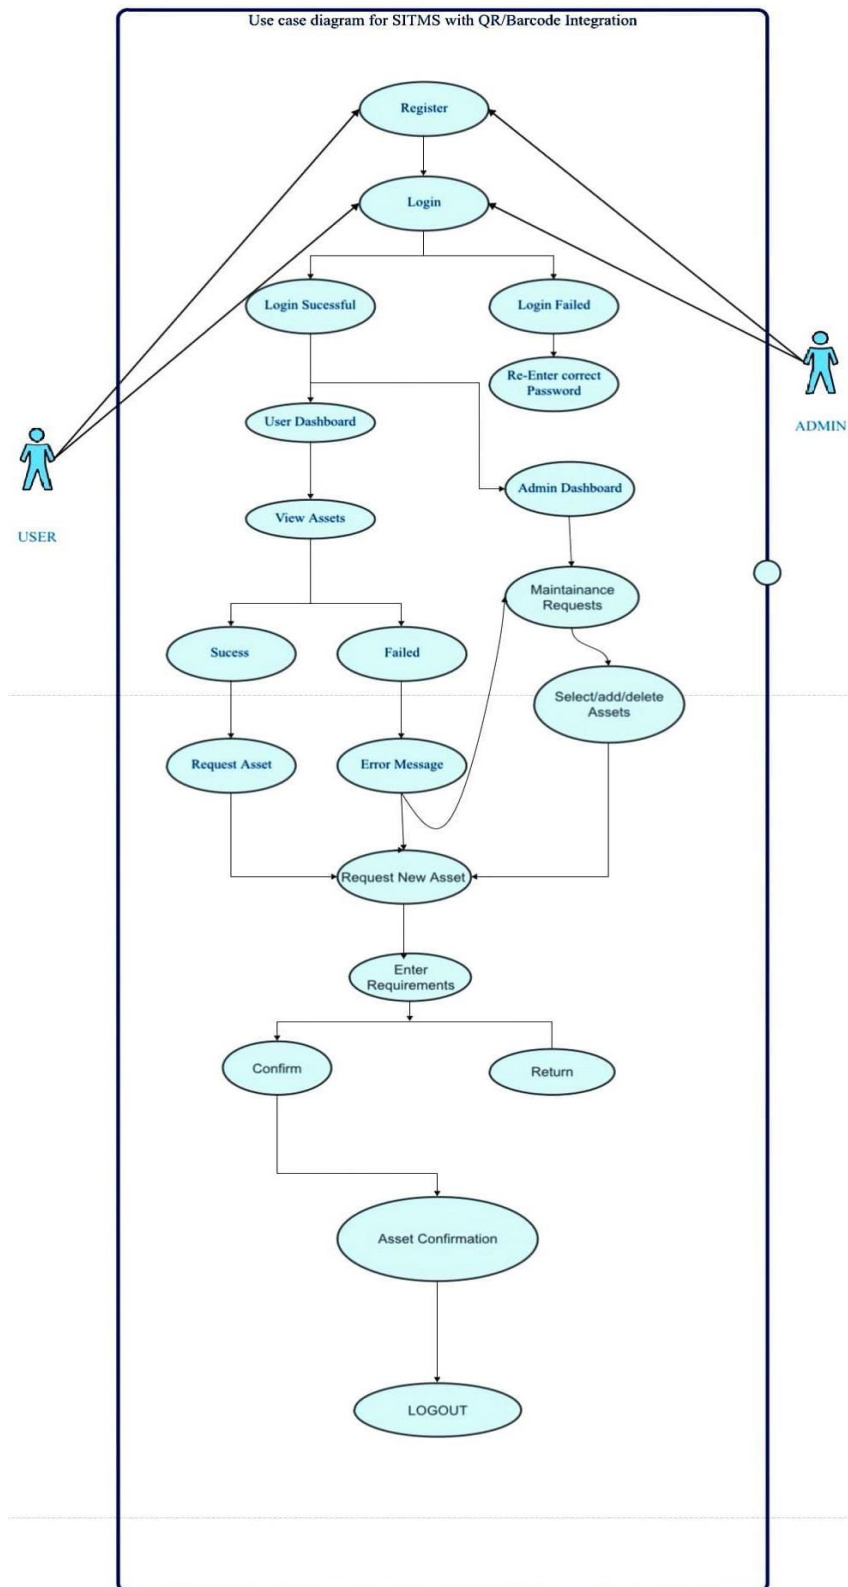 Use case diagram for SITMS with QR/Barcode Integration
Register
Login
Login Sucessful
Login Failed
Re-Enter correct
Password
User Dashboard
ADMIN
Admin Dashboard
View Assets
USER
Maintainance
Requests
Sucess
Failed
Select/add/delete
Assets
Request Asset
Error Message
Request New Asset
Enter
Requirements
Confirm
Return
Asset Confirmation
LOGOUT